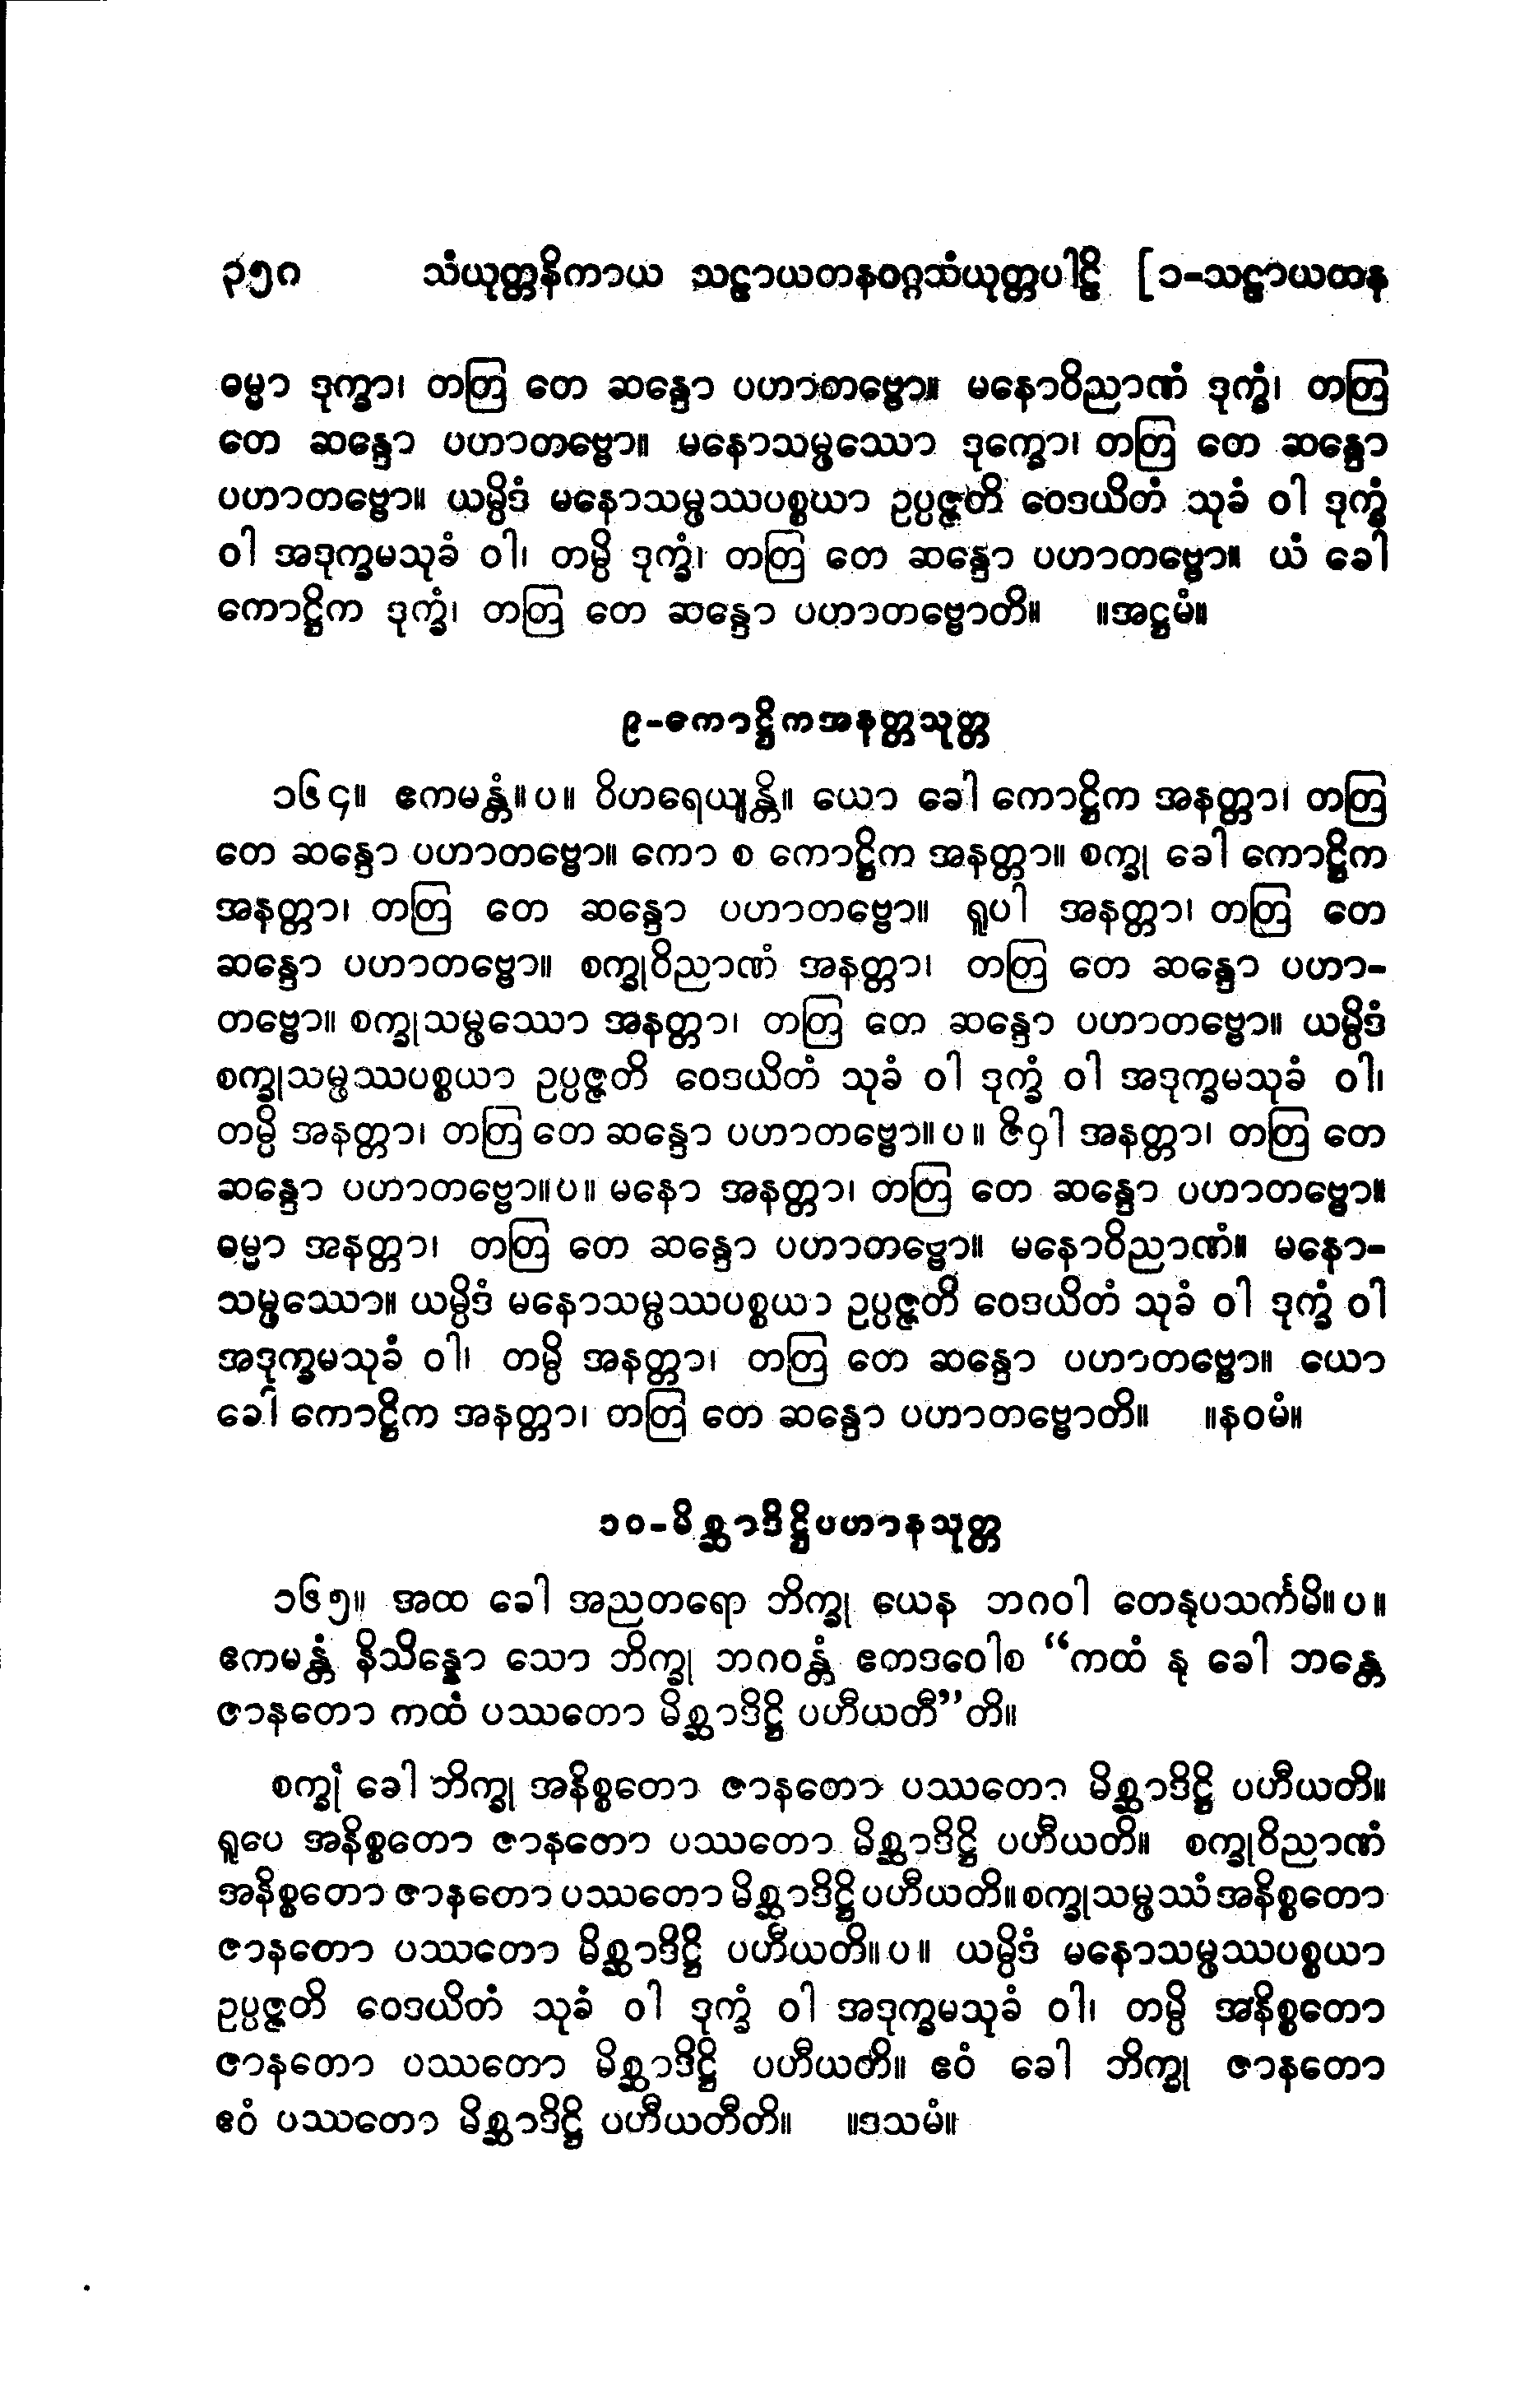 ၃၅၈ သံယုတ္တနိကာယ သဠာယတနဝဂ္ဂသံယုတ္တပါဠိ [၁-သဠာယတန
ဓမ္မာ ဒုက္ခာ၊ တတြ တေ ဆန္ဒော ပဟာတဗ္ဗော။ မနောဝိညာဏံ ဒုက္ခံ၊ တတြ
တေ ဆန္ဒော ပဟာတဗ္ဗော။ မနောသမ္ဖဿော ဒုက္ခော၊ တတြ တေ ဆန္ဒော
ပဟာတဗ္ဗော။ ယမ္ပိဒံ မနောသမ္ဖဿပစ္စယာ ဥပ္ပဇ္ဇတိ ဝေဒယိတံ သုခံ ဝါ ဒုက္ခံ
ဝါ အဒုက္ခမသုခံ ဝါ၊ တမ္ပိ ဒုက္ခံ၊ တတြ တေ ဆန္ဒော ပဟာတဗ္ဗော။ ယံ ခေါ
ကောဋ္ဌိက ဒုက္ခံ၊ တတြ တေ ဆန္ဒော ပဟာတဗ္ဗောတိ။ ။အဋ္ဌမံ။
၉-ကောဋ္ဌိကအနတ္တသုတ္တ
၁၆၄။ ဧကမန္တံ။ပ။ ဝိဟရေယျန္တိ။ ယော ခေါ ကောဋ္ဌိက အနတ္တာ၊ တတြ
တေ ဆန္ဒော ပဟာတဗ္ဗော။ ကော စ ကောဋ္ဌိက အနတ္တာ။ စက္ခု ခေါ ကောဋ္ဌိက
အနတ္တာ၊ တတြ တေ ဆန္ဒော ပဟာတဗ္ဗော။ ရူပါ အနတ္တာ၊ တတြ တေ
ဆန္ဒော ပဟာတဗ္ဗော။ စက္ခုဝိညာဏံ အနတ္တာ၊ တတြ တေ ဆန္ဒော ပဟာ-
တဗ္ဗော။ စက္ခုသမ္ဖဿော အနတ္တာ၊ တတြ တေ ဆန္ဒော ပဟာတဗ္ဗော။ ယမ္ပိဒံ
စက္ခုသမ္ဖဿပစ္စယာ ဥပ္ပဇ္ဇတိ ဝေဒယိတံ သုခံ ဝါ ဒုက္ခံ ဝါ အဒုက္ခမသုခံ ဝါ၊
တမ္ပိ အနတ္တာ၊ တတြ တေ ဆန္ဒော ပဟာတဗ္ဗော။ပ။ ဇိဝှါ အနတ္တာ၊ တတြ တေ
ဆန္ဒော ပဟာတဗ္ဗော။ပ။ မနော အနတ္တာ၊ တတြ တေ ဆန္ဒော ပဟာတဗ္ဗော။
ဓမ္မာ အနတ္တာ၊ တတြ တေ ဆန္ဒော ပဟာတဗ္ဗော။ မနောဝိညာဏံ။ မနော-
သမ္ဖဿော။ ယမ္ပိဒံ မနောသမ္ဖဿပစ္စယာ ဥပ္ပဇ္ဇတိ ဝေဒယိတံ သုခံ ဝါ ဒုက္ခံ ဝါ
အဒုက္ခမသုခံ ဝါ၊ တမ္ပိ အနတ္တာ၊ တတြ တေ ဆန္ဒော ပဟာတဗ္ဗော။ ယော
ခေါ ကောဋ္ဌိက အနတ္တာ၊ တတြ တေ ဆန္ဒော ပဟာတဗ္ဗောတိ။ ။နဝမံ။
၁၀-မိစ္ဆာဒိဋ္ဌိပဟာနသုတ္တ
၁၆၅။ အထ ခေါ အညတရော ဘိက္ခု ယေန ဘဂဝါ တေနုပသင်္ကမိ။ပ။
ဧကမန္တံ နိသိန္နော သော ဘိက္ခု ဘဂဝန္တံ ဧတဒဝေါစ “ကထံ နု ခေါ ဘန္တေ
ဇာနတော ကထံ ပဿတော မိစ္ဆာဒိဋ္ဌိ ပဟီယတီ”တိ။
စက္ခုံ ခေါ ဘိက္ခု အနိစ္စတော ဇာနတော ပဿတော မိစ္ဆာဒိဋ္ဌိ ပဟီယတိ။
ရူပေ အနိစ္စတော ဇာနတော ပဿတော မိစ္ဆာဒိဋ္ဌိ ပဟီယတိ။ စက္ခုဝိညာဏံ
အနိစ္စတော ဇာနတော ပဿတော မိစ္ဆာဒိဋ္ဌိ ပဟီယတိ။ စက္ခုသမ္ဖဿံ အနိစ္စတော
ဇာနတော ပဿတော မိစ္ဆာဒိဋ္ဌိ ပဟီယတိ။ပ။ ယမ္ပိဒံ မနောသမ္ဖဿပစ္စယာ
ဥပ္ပဇ္ဇတိ ဝေဒယိတံ သုခံ ဝါ ဒုက္ခံ ဝါ အဒုက္ခမသုခံ ဝါ၊ တမ္ပိ အနိစ္စတော
ဇာနတော ပဿတော မိစ္ဆာဒိဋ္ဌိ ပဟီယတိ။ ဧဝံ ခေါ ဘိက္ခု ဇာနတော
ဧဝံ ပဿတော မိစ္ဆာဒိဋ္ဌိ ပဟီယတီတိ။ ။ဒသမံ။